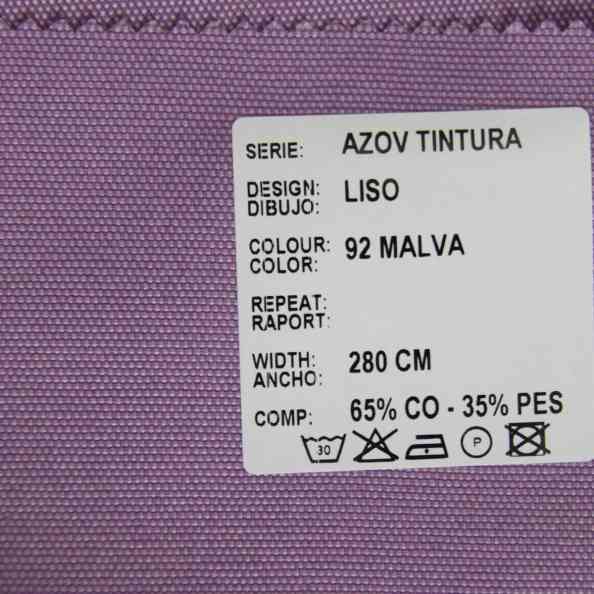 SERIE: AZOV TINTURA
DESIGN: LISO
DIBUJO:
COLOUR: 92 MALVA
COLOR:
REPEAT:
RAPORT:
WIDTH: 280 CM
ANCHO:
COMP: 65% CO - 35% PES
30 P